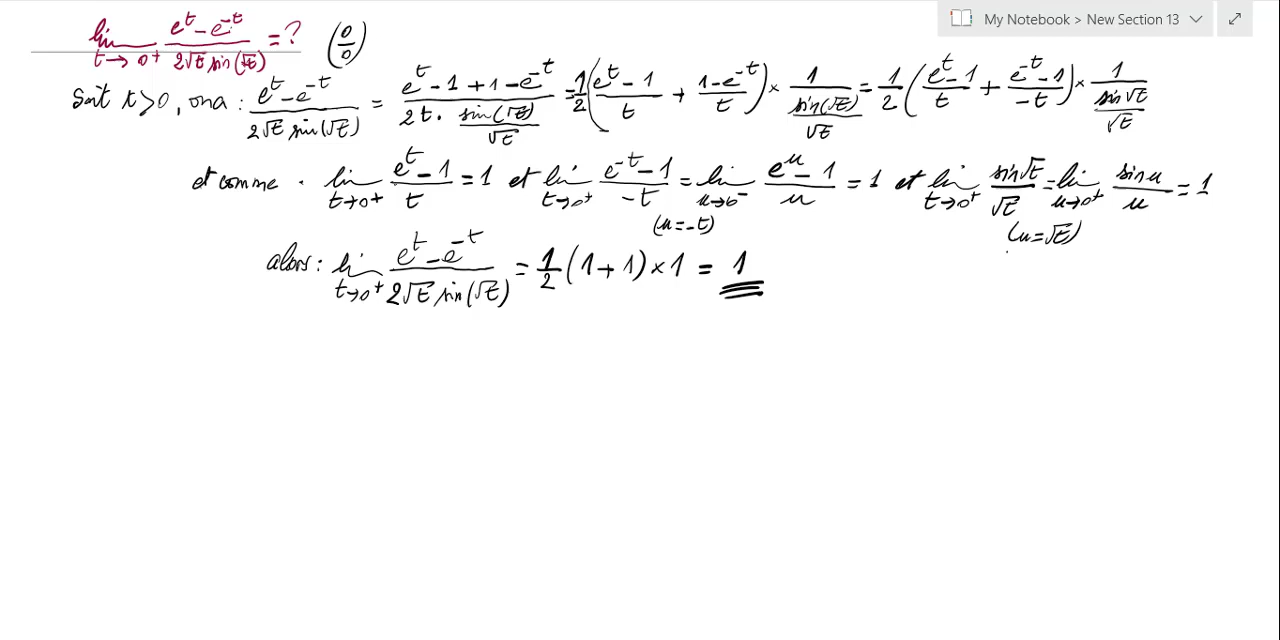 My Notebook > New Section 13
lim_{t→0⁺} (e^t − e^{−t})/(2√t sin(√t)) = ? (0/0)
Soit t>0, on a : (e^t − e^{−t})/(2√t sin(√t)) = (e^t − 1 + 1 − e^{−t})/(2t · sin(√t)/√t) = 1/2 ((e^t − 1)/t + (1 − e^{−t})/t) × 1/(sin(√t)/√t) = 1/2 ((e^t − 1)/t + (e^{−t} − 1)/(−t)) × 1/(sin√t/√t)
et comme · lim_{t→0⁺} (e^t − 1)/t = 1 et lim_{t→0⁺} (e^{−t} − 1)/(−t) = lim_{u→0⁻} (e^u − 1)/u = 1 et lim_{t→0⁺} sin√t/√t = lim_{u→0⁺} sin u/u = 1
(u = −t) (u = √t)
alors : lim_{t→0⁺} (e^t − e^{−t})/(2√t sin(√t)) = 1/2 (1 + 1) × 1 = 1